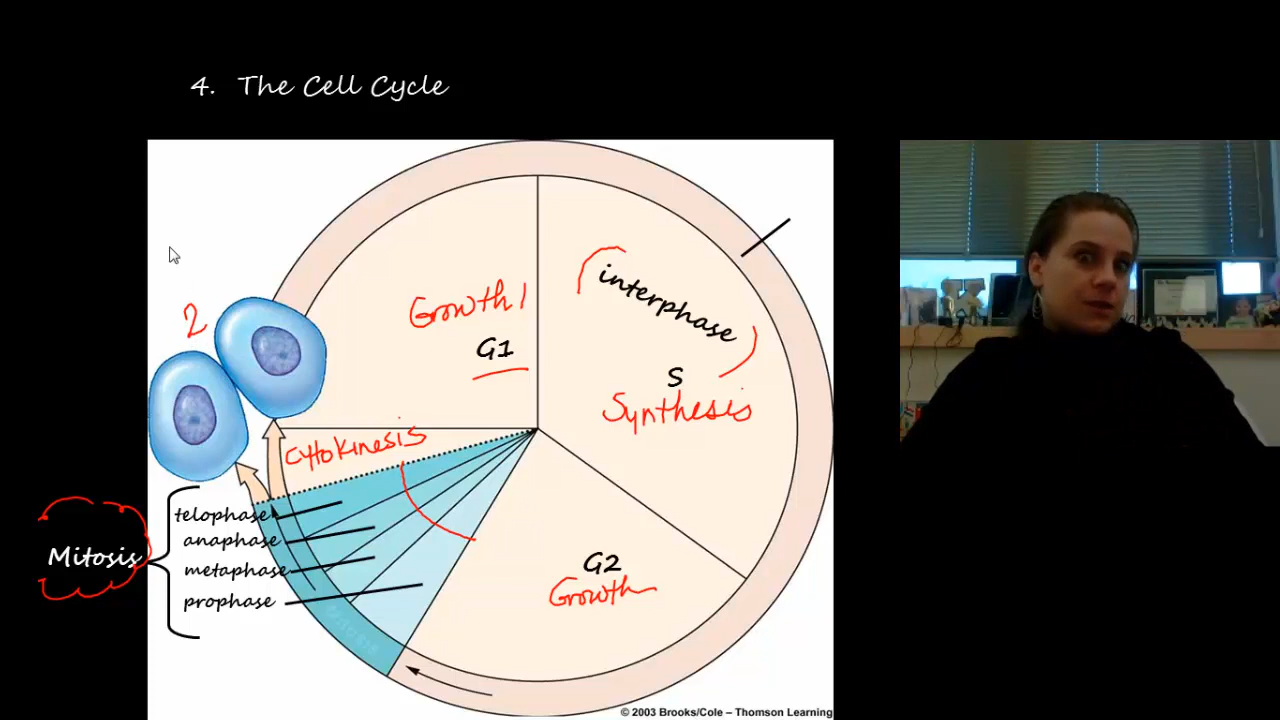 4. The Cell Cycle
interphase
Growth 1
G1
S
Synthesis
2
Cytokinesis
telophase
anaphase
Mitosis
metaphase
prophase
G2
Growth
© 2003 Brooks/Cole – Thomson Learning